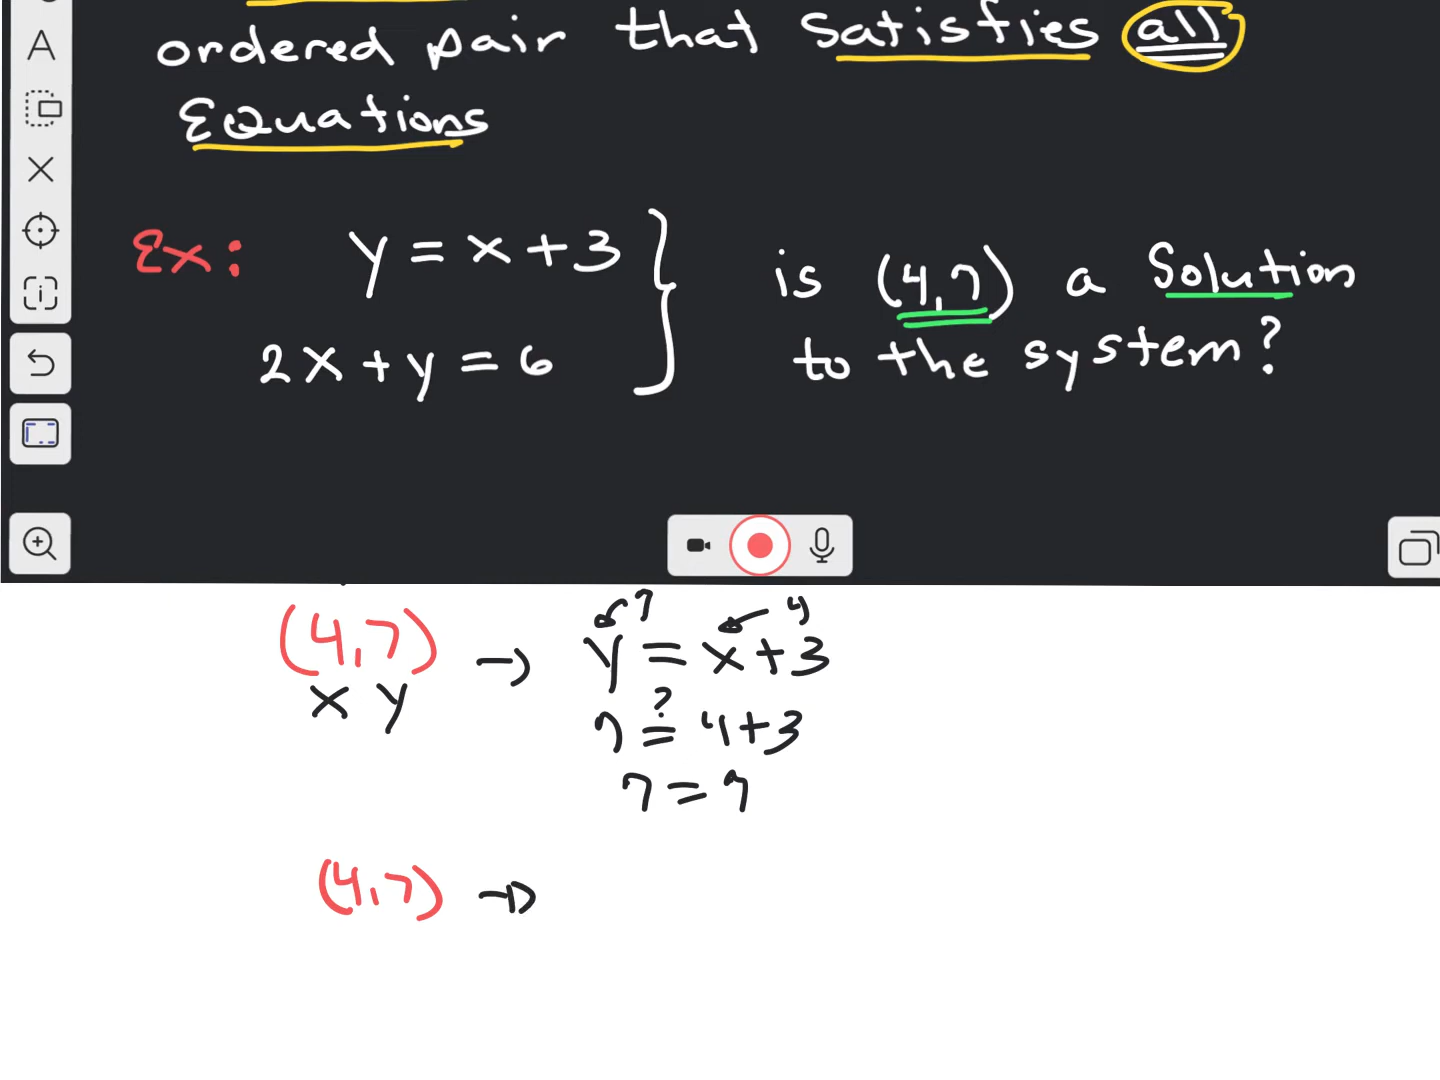 ordered pair that satisfies all
Equations
Ex: y = x + 3
2x + y = 6
is (4,7) a Solution
to the system?
(4,7) → y = x + 3
7 4
x y
7 ?= 4+3
7 = 7
(4,7) →